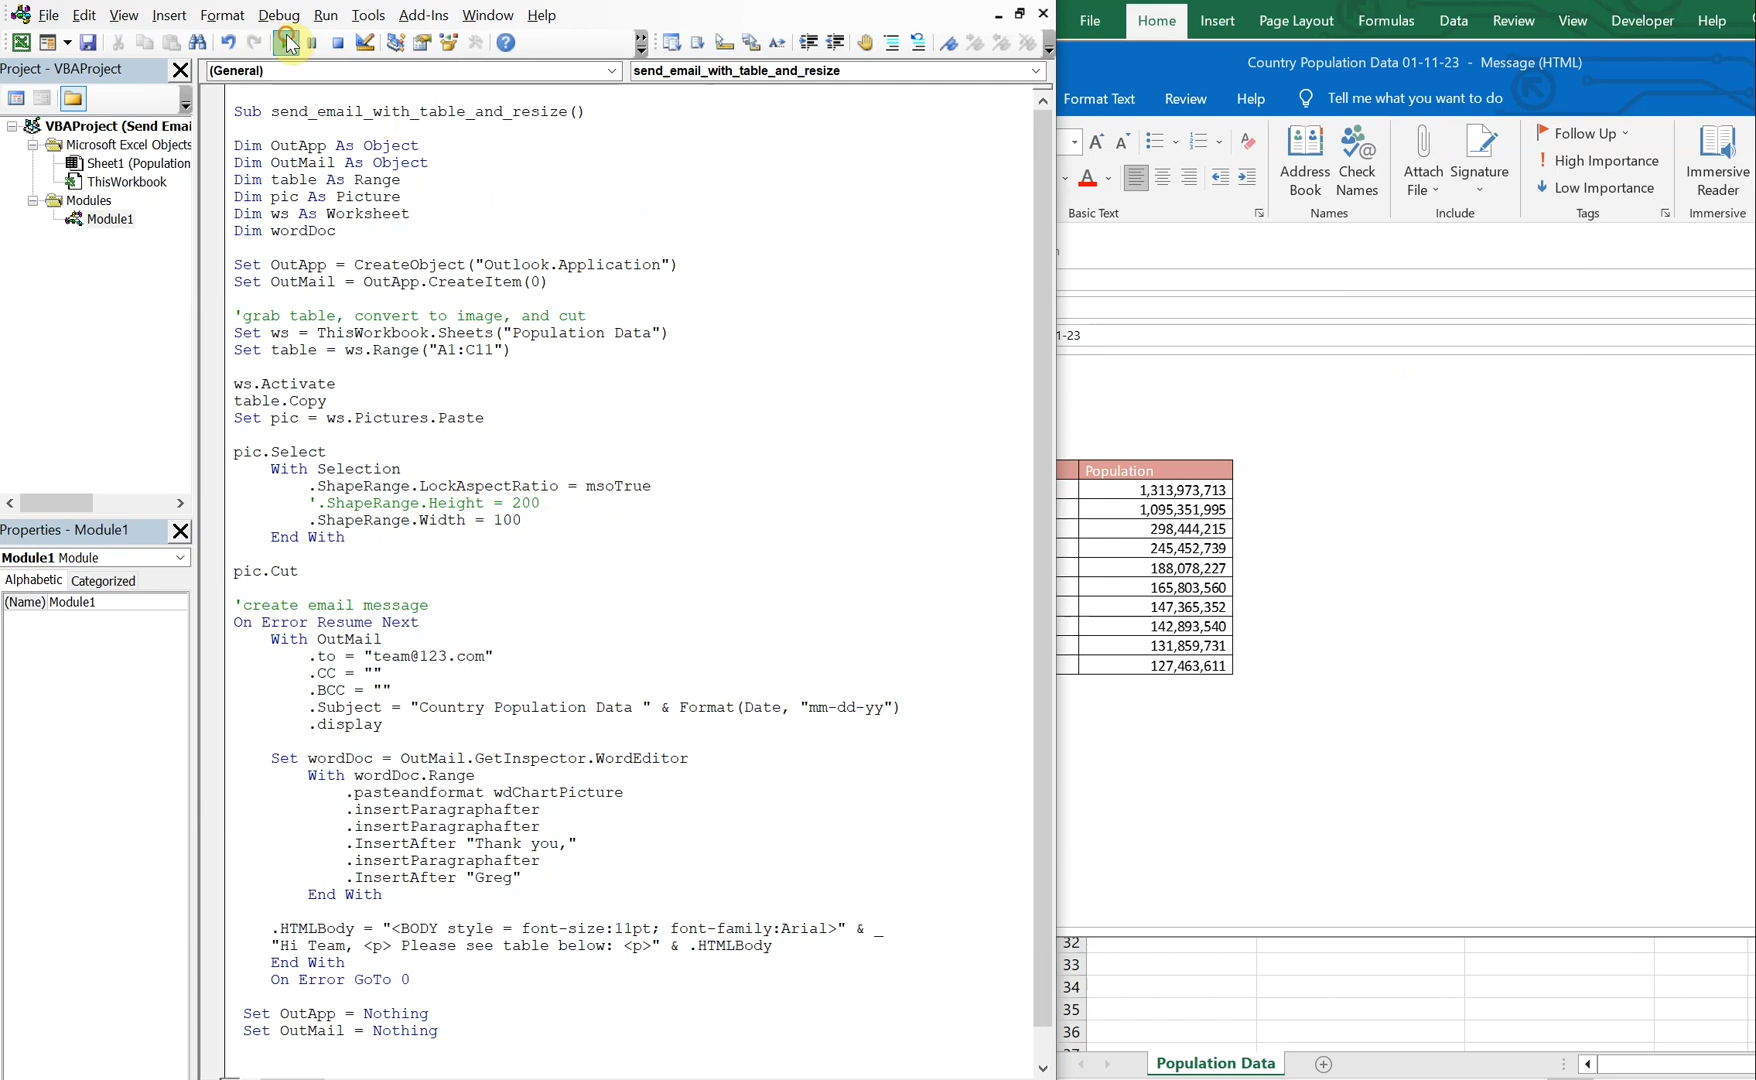 File Edit View Insert Format Debug Run Tools Add-Ins Window Help
Project - VBAProject
(General)
send_email_with_table_and_resize
VBAProject (Send Emai
Microsoft Excel Objects
Sheet1 (Population
ThisWorkbook
Modules
Module1
Properties - Module1
Module1 Module
Alphabetic Categorized
(Name) Module1
Sub send_email_with_table_and_resize()
Dim OutApp As Object
Dim OutMail As Object
Dim table As Range
Dim pic As Picture
Dim ws As Worksheet
Dim wordDoc
Set OutApp = CreateObject("Outlook.Application")
Set OutMail = OutApp.CreateItem(0)
'grab table, convert to image, and cut
Set ws = ThisWorkbook.Sheets("Population Data")
Set table = ws.Range("A1:C11")
ws.Activate
table.Copy
Set pic = ws.Pictures.Paste
pic.Select
With Selection
.ShapeRange.LockAspectRatio = msoTrue
'.ShapeRange.Height = 200
.ShapeRange.Width = 100
End With
pic.Cut
'create email message
On Error Resume Next
With OutMail
.to = "team@123.com"
.CC = ""
.BCC = ""
.Subject = "Country Population Data " & Format(Date, "mm-dd-yy")
.display
Set wordDoc = OutMail.GetInspector.WordEditor
With wordDoc.Range
.pasteandformat wdChartPicture
.insertParagraphafter
.insertParagraphafter
.InsertAfter "Thank you,"
.insertParagraphafter
.InsertAfter "Greg"
End With
.HTMLBody = "<BODY style = font-size:11pt; font-family:Arial>" & _
"Hi Team, <p> Please see table below: <p>" & .HTMLBody
End With
On Error GoTo 0
Set OutApp = Nothing
Set OutMail = Nothing
File Home Insert Page Layout Formulas Data Review View Developer Help
Country Population Data 01-11-23 - Message (HTML)
Format Text Review Help Tell me what you want to do
Address Book
Check Names
Attach File
Signature
Follow Up
High Importance
Low Importance
Immersive Reader
Basic Text Names Include Tags Immersive
1-23
Population
1,313,973,713
1,095,351,995
298,444,215
245,452,739
188,078,227
165,803,560
147,365,352
142,893,540
131,859,731
127,463,611
32
33
34
35
36
Population Data